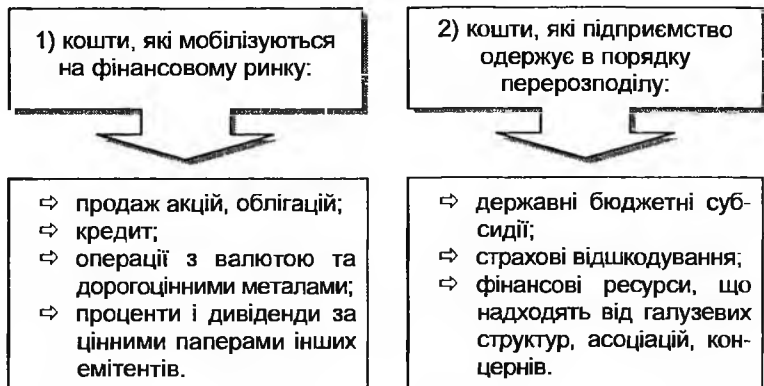 1) кошти, які мобілізуються
на фінансовому ринку:
⇨ продаж акцій, облігацій;
⇨ кредит;
⇨ операції з валютою та
дорогоцінними металами;
⇨ проценти і дивіденди за
цінними паперами інших
емітентів.
2) кошти, які підприємство
одержує в порядку
перерозподілу:
⇨ державні бюджетні суб-
сидії;
⇨ страхові відшкодування;
⇨ фінансові ресурси, що
надходять від галузевих
структур, асоціацій, кон-
цернів.